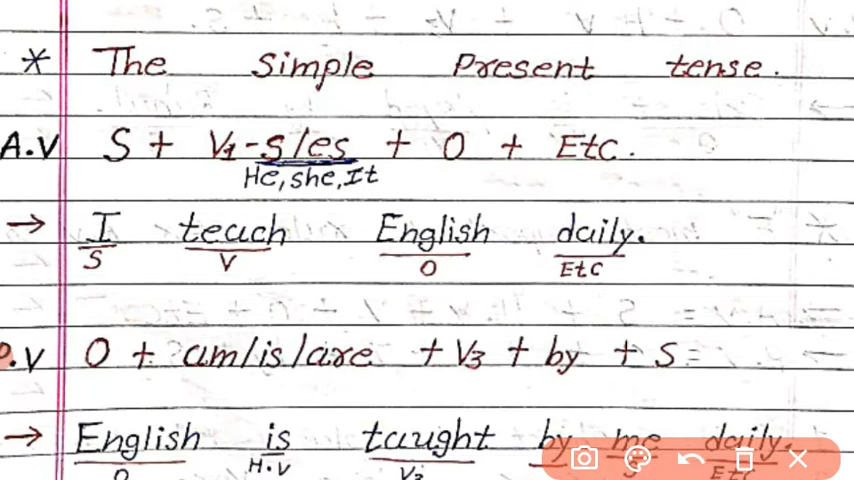 * The Simple Present tense.
A.V S + V1-s/es + O + Etc.
He, she, It
→ I teach English daily.
S V O Etc
P.V O + am/is/are + V3 + by + S
→ English is taught by me daily.
O H.V V3 S Etc